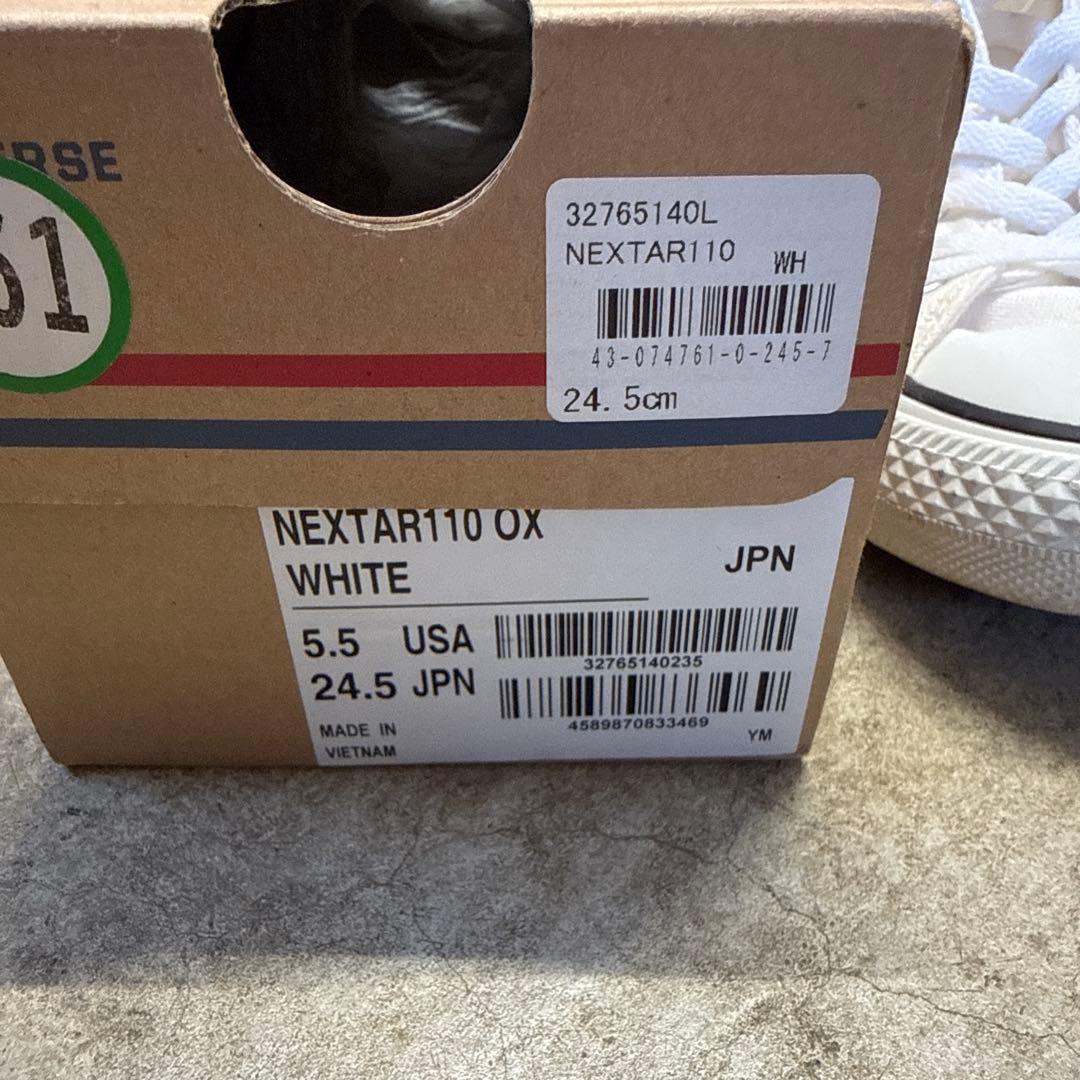 ERSE
61
32765140L
NEXTAR110 WH
43-074761-0-245-7
24.5cm
NEXTAR110 OX
WHITE JPN
5.5 USA
32765140235
24.5 JPN
4589870833469
MADE IN
VIETNAM
YM